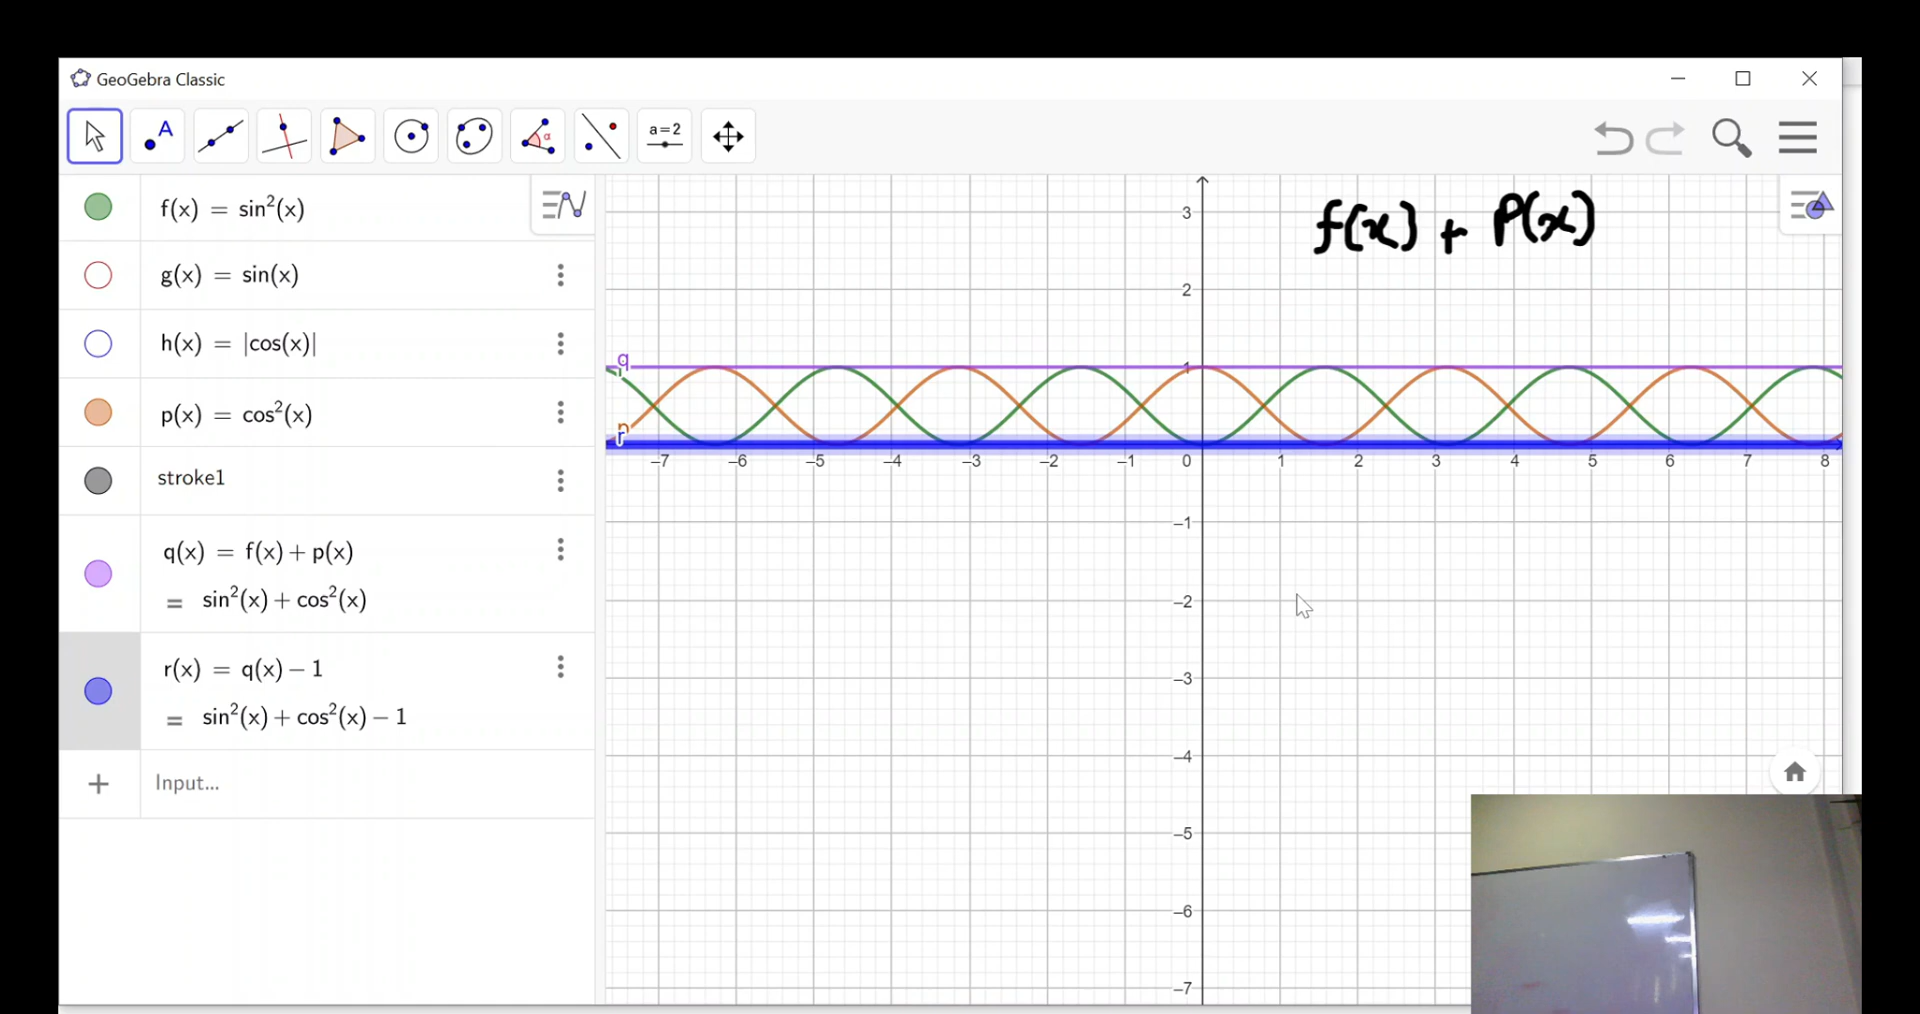 GeoGebra Classic
A
α
a=2
f(x) = sin²(x)
g(x) = sin(x)
h(x) = |cos(x)|
p(x) = cos²(x)
stroke1
q(x) = f(x) + p(x)
= sin²(x) + cos²(x)
r(x) = q(x) − 1
= sin²(x) + cos²(x) − 1
+ Input...
f(x) + P(x)
3
2
1
q
p
r
−7 −6 −5 −4 −3 −2 −1 0 1 2 3 4 5 6 7 8
−1
−2
−3
−4
−5
−6
−7